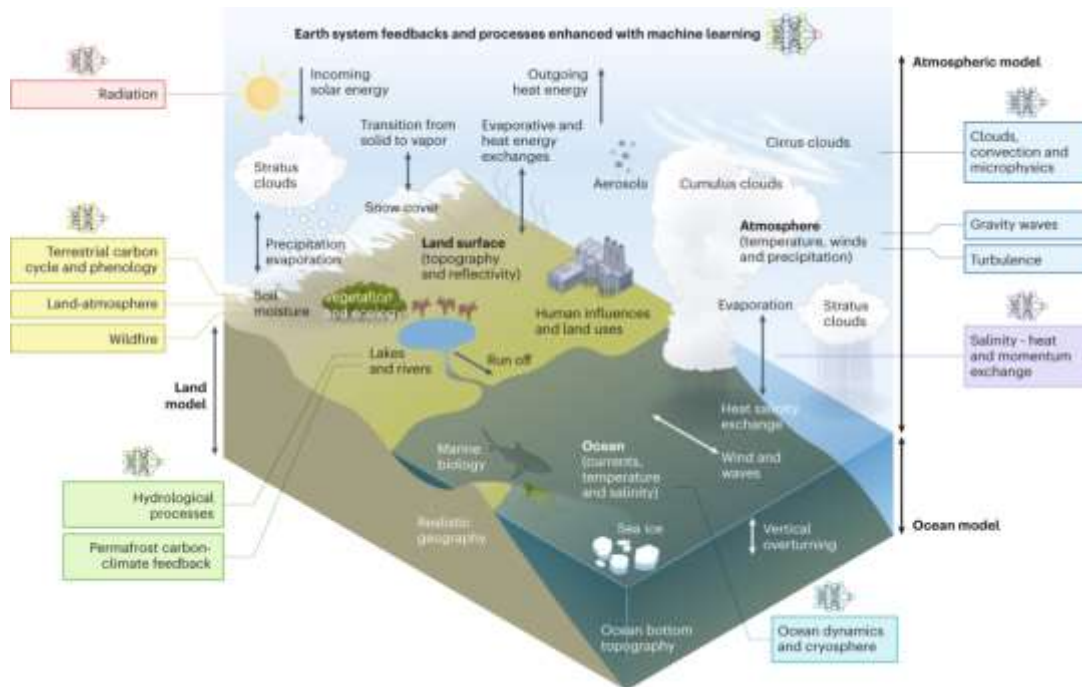 Earth system feedbacks and processes enhanced with machine learning
Radiation
Incoming
solar energy
Outgoing
heat energy
Atmospheric model
Transition from
solid to vapor
Evaporative and
heat energy
exchanges
Stratus
clouds
Aerosols
Cirrus clouds
Cumulus clouds
Clouds,
convection and
microphysics
Snow cover
Terrestrial carbon
cycle and phenology
Land-atmosphere
Wildfire
Precipitation
evaporation
Land surface
(topography
and reflectivity)
Atmosphere
(temperature, winds
and precipitation)
Gravity waves
Turbulence
Soil
moisture
Vegetation
and ecology
Human influences
and land uses
Evaporation
Stratus
clouds
Salinity - heat
and momentum
exchange
Land
model
Lakes
and rivers
Run off
Heat salinity
exchange
Marine
biology
Ocean
(currents,
temperature
and salinity)
Wind and
waves
Hydrological
processes
Permafrost carbon-
climate feedback
Realistic
geography
Sea ice
Vertical
overturning
Ocean model
Ocean bottom
topography
Ocean dynamics
and cryosphere